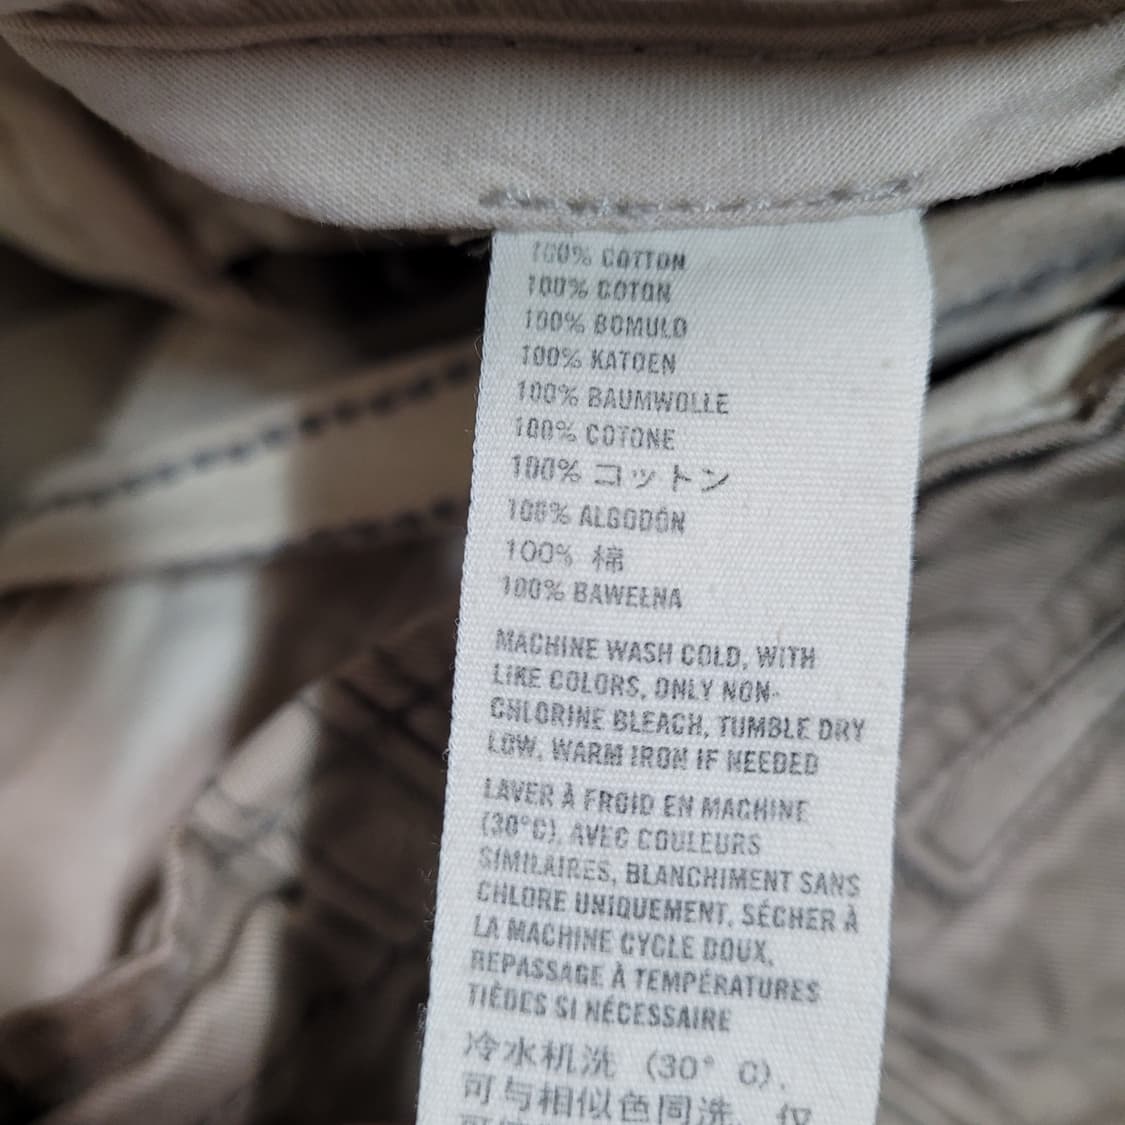 100% COTTON
100% COTON
100% BOMULD
100% KATOEN
100% BAUMWOLLE
100% COTONE
100% コットン
100% ALGODÓN
100% 棉
100% BAWEŁNA
MACHINE WASH COLD, WITH
LIKE COLORS, ONLY NON-
CHLORINE BLEACH, TUMBLE DRY
LOW, WARM IRON IF NEEDED
LAVER À FROID EN MACHINE
(30°C), AVEC COULEURS
SIMILAIRES, BLANCHIMENT SANS
CHLORE UNIQUEMENT, SÉCHER À
LA MACHINE CYCLE DOUX,
REPASSAGE À TEMPÉRATURES
TIÈDES SI NÉCESSAIRE
冷水机洗 (30° C),
可与相似色同洗, 仅